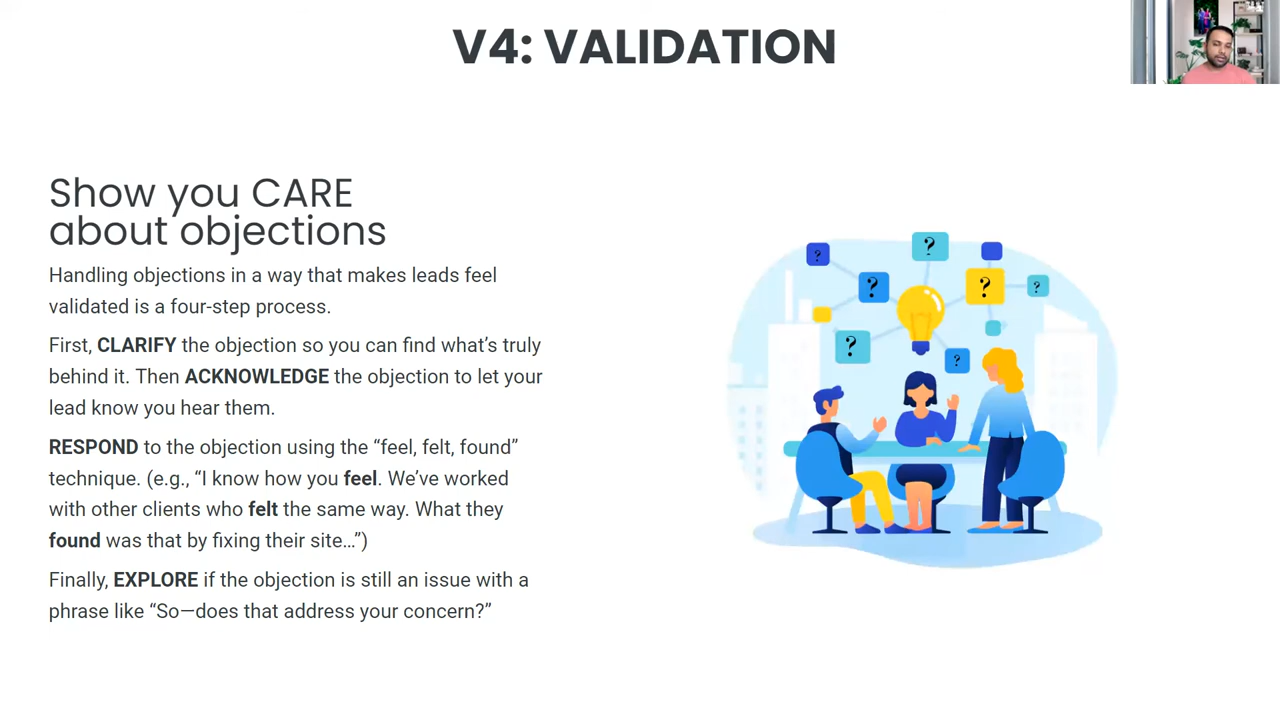 V4: VALIDATION
Show you CARE
about objections
Handling objections in a way that makes leads feel
validated is a four-step process.
First, CLARIFY the objection so you can find what’s truly
behind it. Then ACKNOWLEDGE the objection to let your
lead know you hear them.
RESPOND to the objection using the “feel, felt, found”
technique. (e.g., “I know how you feel. We’ve worked
with other clients who felt the same way. What they
found was that by fixing their site…”)
Finally, EXPLORE if the objection is still an issue with a
phrase like “So—does that address your concern?”
?
?
?
?
?
?
?